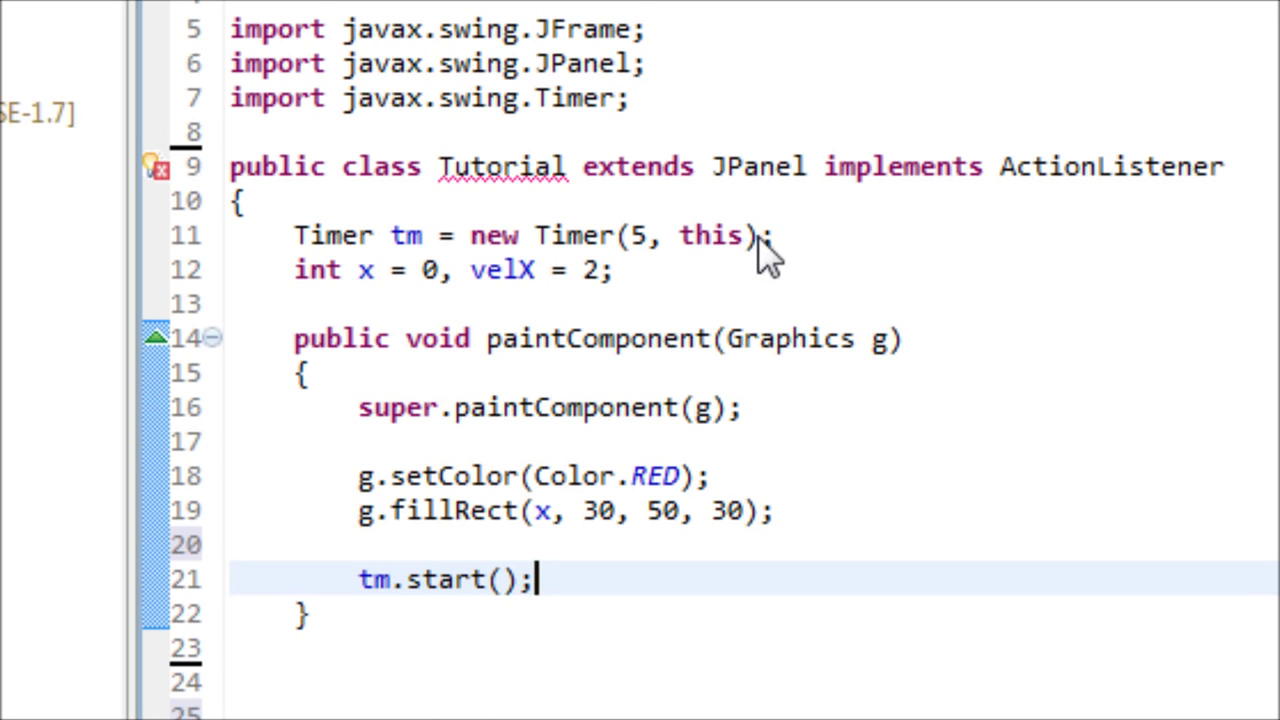 5 import javax.swing.JFrame;
6 import javax.swing.JPanel;
SE-1.7]
7 import javax.swing.Timer;
8
9 public class Tutorial extends JPanel implements ActionListener
10 {
11 Timer tm = new Timer(5, this);
12 int x = 0, velX = 2;
13
14 public void paintComponent(Graphics g)
15 {
16 super.paintComponent(g);
17
18 g.setColor(Color.RED);
19 g.fillRect(x, 30, 50, 30);
20
21 tm.start();
22 }
23
24
25